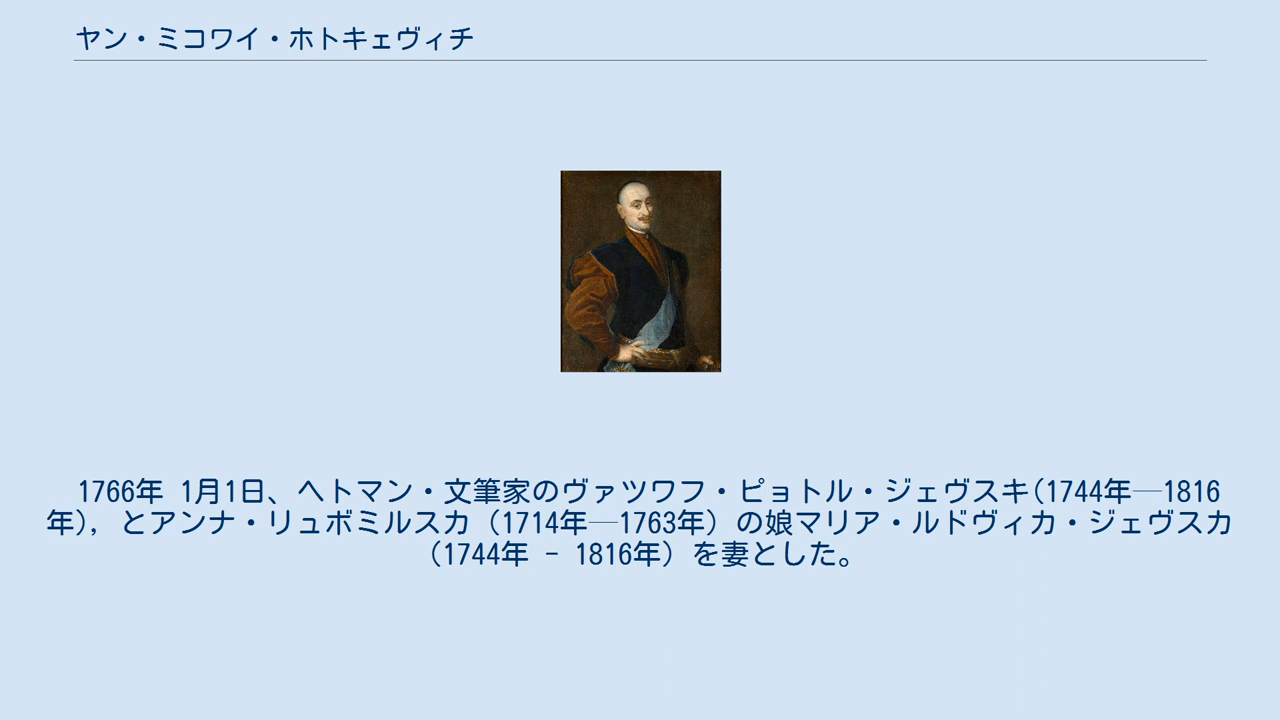 ヤン・ミコワイ・ホトキェヴィチ
1766年 1月1日、ヘトマン・文筆家のヴァツワフ・ピョトル・ジェヴスキ(1744年―1816
年), とアンナ・リュボミルスカ (1714年―1763年) の娘マリア・ルドヴィカ・ジェヴスカ
(1744年 - 1816年) を妻とした。